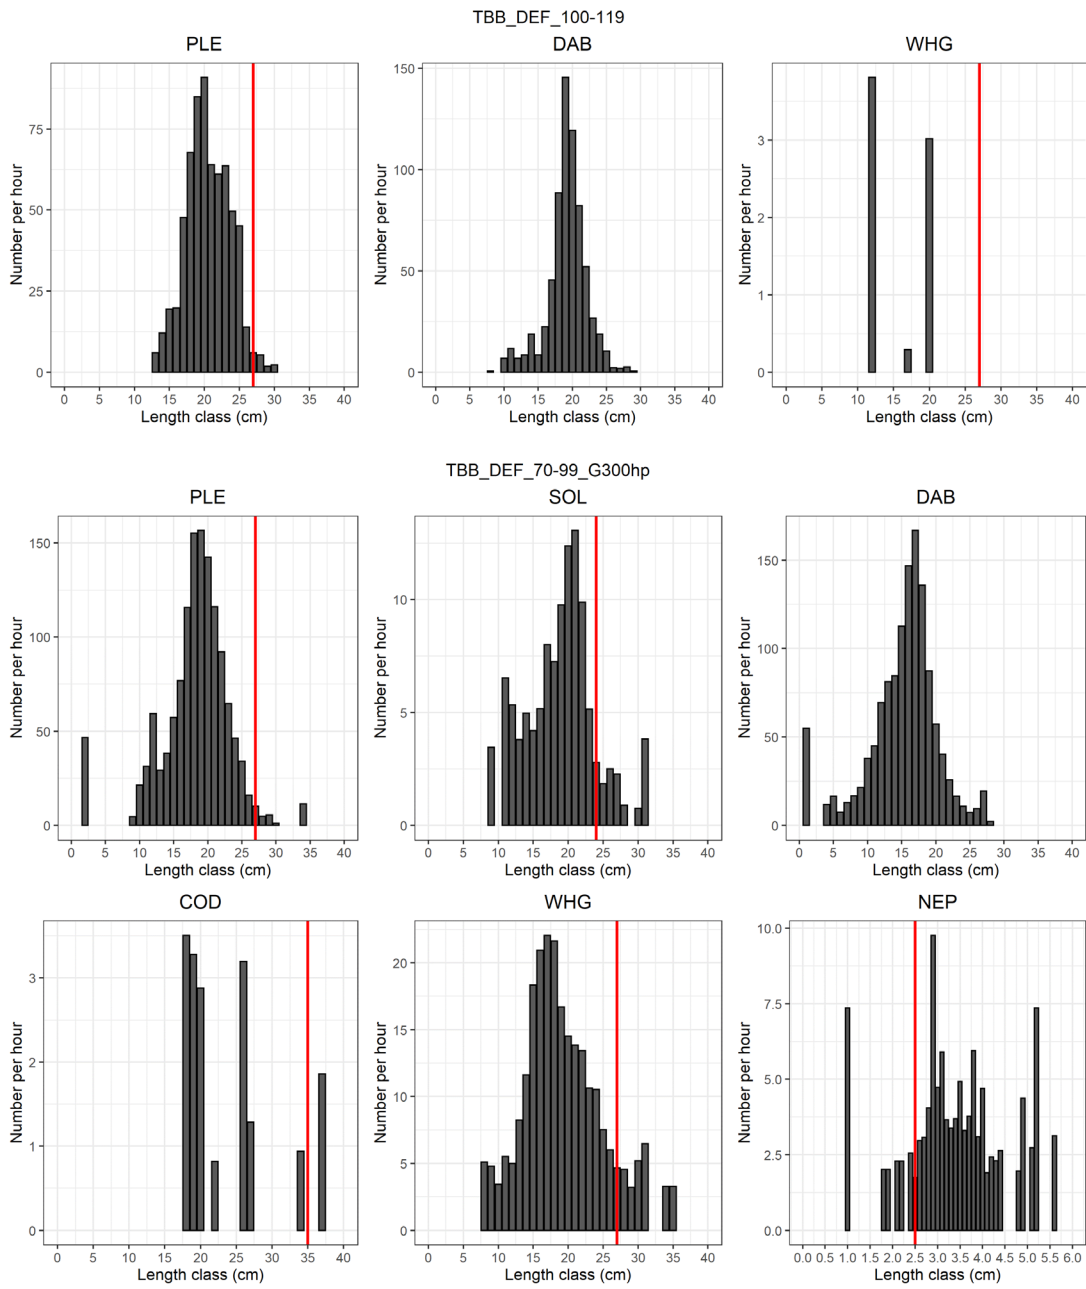 TBB_DEF_100-119
PLE DAB WHG
Number per hour
75
50
25
0
0 5 10 15 20 25 30 35 40
Length class (cm)
Number per hour
150
100
50
0
0 5 10 15 20 25 30 35 40
Length class (cm)
Number per hour
3
2
1
0
0 5 10 15 20 25 30 35 40
Length class (cm)
TBB_DEF_70-99_G300hp
PLE SOL DAB
Number per hour
150
100
50
0
0 5 10 15 20 25 30 35 40
Length class (cm)
Number per hour
10
5
0
0 5 10 15 20 25 30 35 40
Length class (cm)
Number per hour
150
100
50
0
0 5 10 15 20 25 30 35 40
Length class (cm)
COD WHG NEP
Number per hour
3
2
1
0
0 5 10 15 20 25 30 35 40
Length class (cm)
Number per hour
20
15
10
5
0
0 5 10 15 20 25 30 35 40
Length class (cm)
Number per hour
10.0
7.5
5.0
2.5
0.0
0.0 0.5 1.0 1.5 2.0 2.5 3.0 3.5 4.0 4.5 5.0 5.5 6.0
Length class (cm)